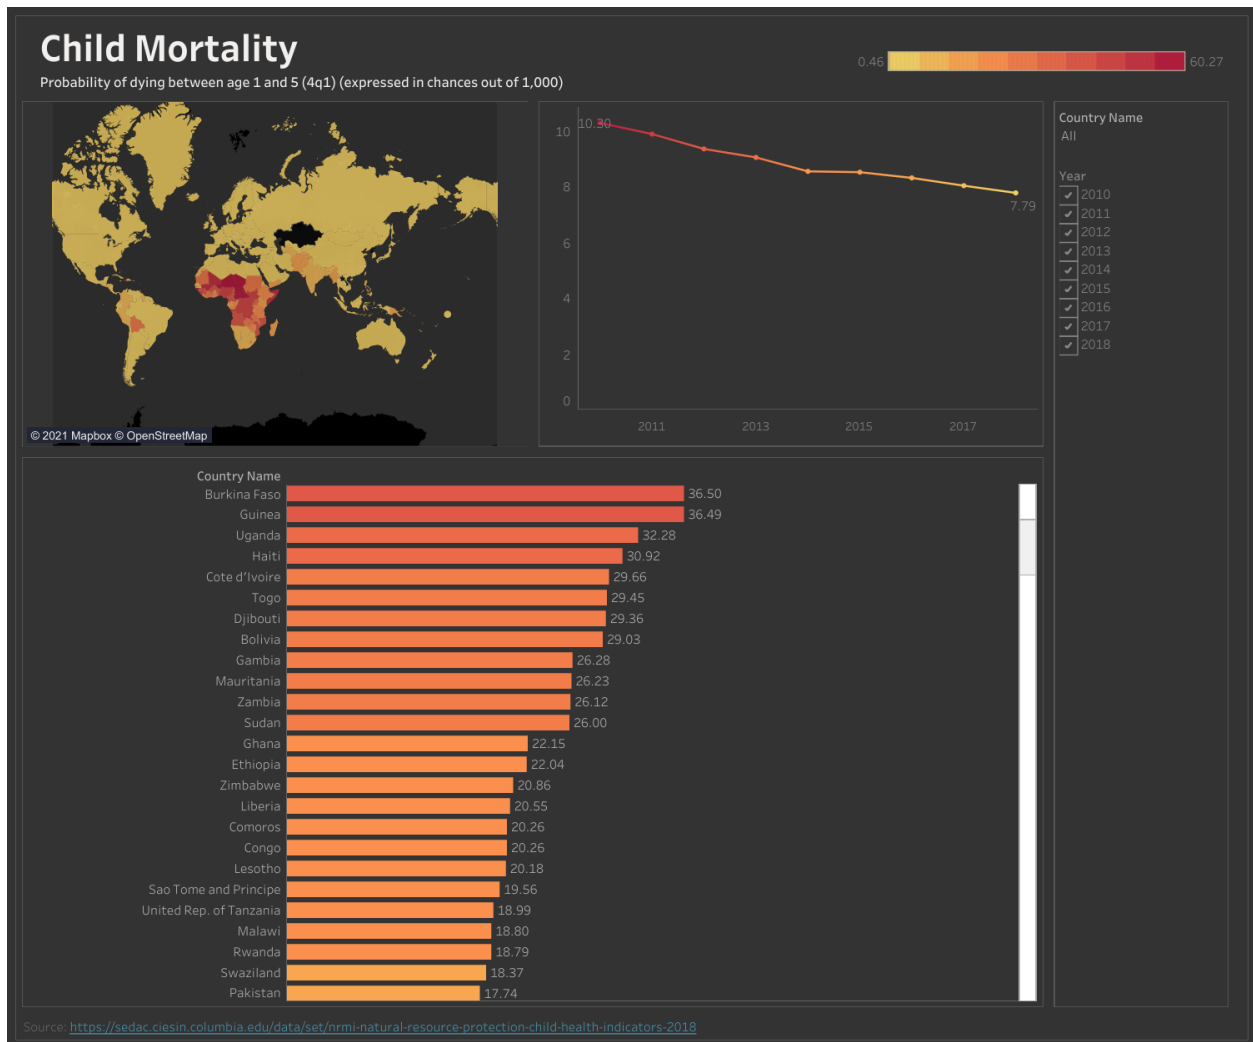 Child Mortality
Probability of dying between age 1 and 5 (4q1) (expressed in chances out of 1,000)
0.46
60.27
© 2021 Mapbox © OpenStreetMap
10.30
10
8
6
4
2
0
7.79
2011
2013
2015
2017
Country Name
All
Year
2010
2011
2012
2013
2014
2015
2016
2017
2018
Country Name
Burkina Faso 36.50
Guinea 36.49
Uganda 32.28
Haiti 30.92
Cote d'Ivoire 29.66
Togo 29.45
Djibouti 29.36
Bolivia 29.03
Gambia 26.28
Mauritania 26.23
Zambia 26.12
Sudan 26.00
Ghana 22.15
Ethiopia 22.04
Zimbabwe 20.86
Liberia 20.55
Comoros 20.26
Congo 20.26
Lesotho 20.18
Sao Tome and Principe 19.56
United Rep. of Tanzania 18.99
Malawi 18.80
Rwanda 18.79
Swaziland 18.37
Pakistan 17.74
Source: https://sedac.ciesin.columbia.edu/data/set/nrmi-natural-resource-protection-child-health-indicators-2018